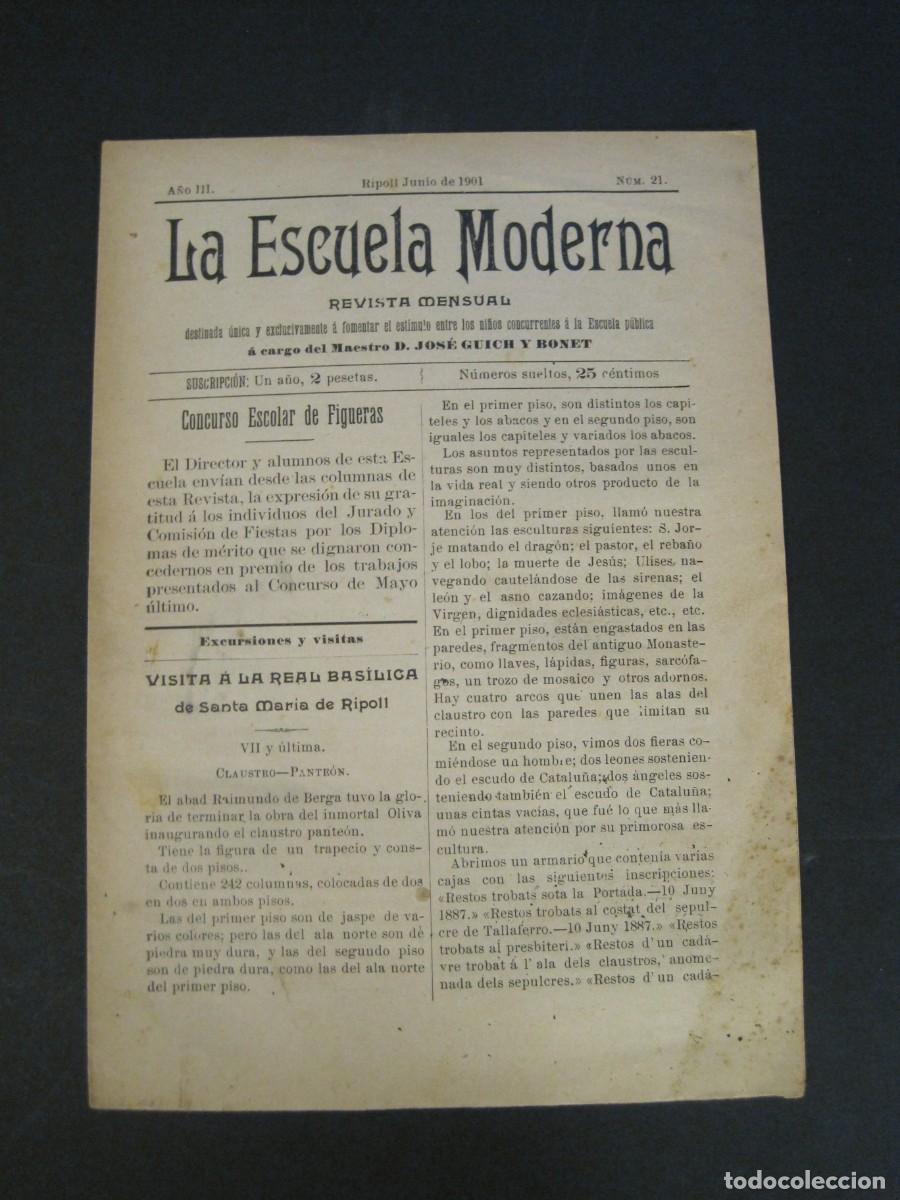 Año III.
Ripoll Junio de 1901
Núm. 21.
La Escuela Moderna
REVISTA MENSUAL
destinada única y exclucivamente á fomentar el estimulo entre los niños concurrentes á la Escuela pública
á cargo del Maestro D. JOSÉ GUICH Y BONET
SUSCRIPCIÓN: Un año, 2 pesetas.
Números sueltos, 25 céntimos
Concurso Escolar de Figueras
El Director y alumnos de esta Es-
cuela envían desde las columnas de
esta Revista, la expresión de su gra-
titud á los individuos del Jurado y
Comisión de Fiestas por los Diplo-
mas de mérito que se dignaron con-
cedernos en premio de los trabajos
presentados al Concurso de Mayo
último.
Excursiones y visitas
VISITA Á LA REAL BASÍLICA
de Santa Maria de Ripoll
VII y última.
Claustro—Panteón.
El abad Raimundo de Berga tuvo la glo-
ria de terminar la obra del inmortal Oliva
inaugurando el claustro panteón.
Tiene la figura de un trapecio y cons-
ta de dos pisos..
Contiene 242 columnas, colocadas de dos
en dos en ambos pisos.
Las del primer piso son de jaspe de va-
rios colores; pero las del ala norte son de
piedra muy dura, y las del segundo piso
son de piedra dura, como las del ala norte
del primer piso.
En el primer piso, son distintos los capi-
teles y los abacos y en el segundo piso, son
iguales los capiteles y variados los abacos.
Los asuntos representados por las escul-
turas son muy distintos, basados unos en
la vida real y siendo otros producto de la
imaginación.
En los del primer piso, llamó nuestra
atención las esculturas siguientes: S. Jor-
je matando el dragón; el pastor, el rebaño
y el lobo; la muerte de Jesús; Ulises na-
vegando cautelándose de las sirenas; el
león y el asno cazando; imágenes de la
Virgen, dignidades eclesiásticas, etc., etc.
En el primer piso, están engastados en las
paredes, fragmentos del antiguo Monaste-
rio, como llaves, lápidas, figuras, sarcófa-
gos, un trozo de mosaico y otros adornos.
Hay cuatro arcos que unen las alas del
claustro con las paredes que limitan su
recinto.
En el segundo piso, vimos dos fieras co-
miéndose un hombre; dos leones sostenien-
do el escudo de Cataluña; dos ángeles sos-
teniendo también el escudo de Cataluña;
unas cintas vacías, que fué lo que más lla-
mó nuestra atención por su primorosa es-
cultura.
Abrimos un armario que contenía varias
cajas con las siguientes inscripciones:
«Restos trobats sota la Portada.—10 Juny
1887.» «Restos trobats al costat del sepul-
cre de Tallaferro.—10 Juny 1887.» «Restos
trobats al presbiteri.» «Restos d'un cadá-
vre trobat á l'ala dels claustros, anome-
nada dels sepulcres.» «Restos d'un cadá-
todocoleccion